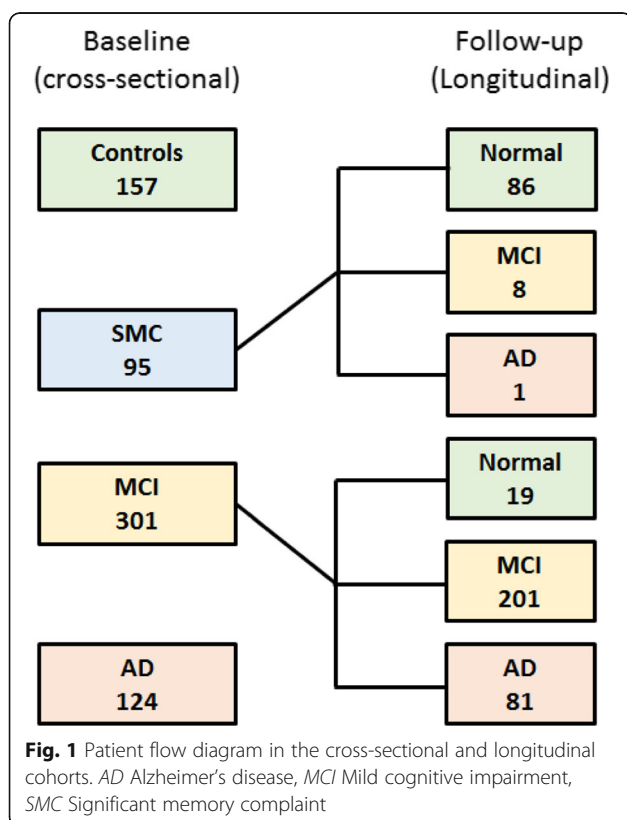 Baseline
(cross-sectional)
Follow-up
(Longitudinal)
Controls
157
SMC
95
MCI
301
AD
124
Normal
86
MCI
8
AD
1
Normal
19
MCI
201
AD
81
Fig. 1 Patient flow diagram in the cross-sectional and longitudinal
cohorts. AD Alzheimer’s disease, MCI Mild cognitive impairment,
SMC Significant memory complaint